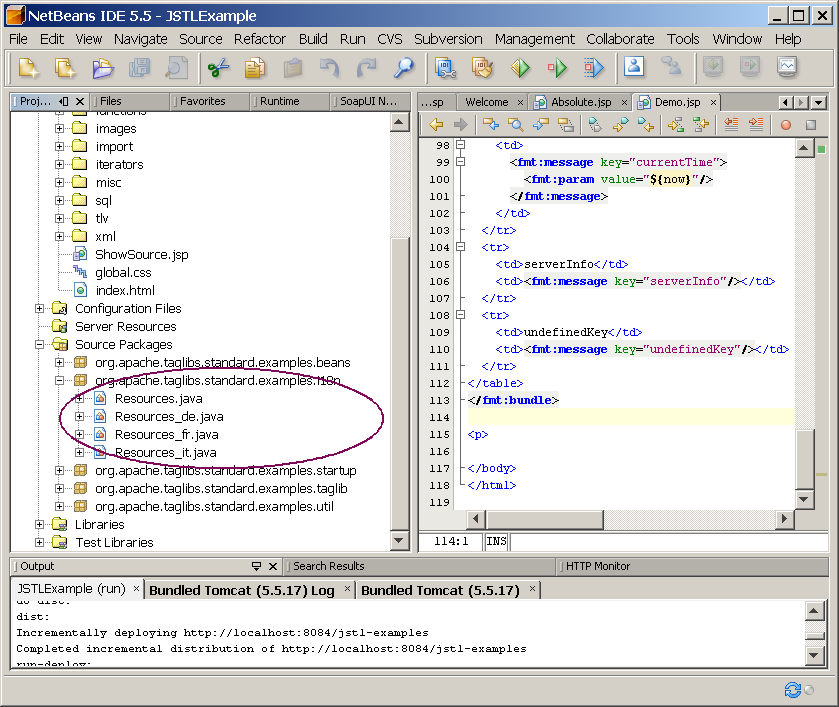 NetBeans IDE 5.5 - JSTLExample
File Edit View Navigate Source Refactor Build Run CVS Subversion Management Collaborate Tools Window Help
Proj... Files Favorites Runtime SoapUI N...
functions
images
import
iterators
misc
sql
tlv
xml
ShowSource.jsp
global.css
index.html
Configuration Files
Server Resources
Source Packages
org.apache.taglibs.standard.examples.beans
org.apache.taglibs.standard.examples.i18n
Resources.java
Resources_de.java
Resources_fr.java
Resources_it.java
org.apache.taglibs.standard.examples.startup
org.apache.taglibs.standard.examples.taglib
org.apache.taglibs.standard.examples.util
Libraries
Test Libraries
...sp Welcome Absolute.jsp Demo.jsp
98 <td>
99 <fmt:message key="currentTime">
100 <fmt:param value="${now}"/>
101 </fmt:message>
102 </td>
103 </tr>
104 <tr>
105 <td>serverInfo</td>
106 <td><fmt:message key="serverInfo"/></td>
107 </tr>
108 <tr>
109 <td>undefinedKey</td>
110 <td><fmt:message key="undefinedKey"/></td>
111 </tr>
112 </table>
113 </fmt:bundle>
114
115 <p>
116
117 </body>
118 </html>
119
114:1 INS
Output Search Results HTTP Monitor
JSTLExample (run) Bundled Tomcat (5.5.17) Log Bundled Tomcat (5.5.17)
do-dist:
dist:
Incrementally deploying http://localhost:8084/jstl-examples
Completed incremental distribution of http://localhost:8084/jstl-examples
run-deploy: